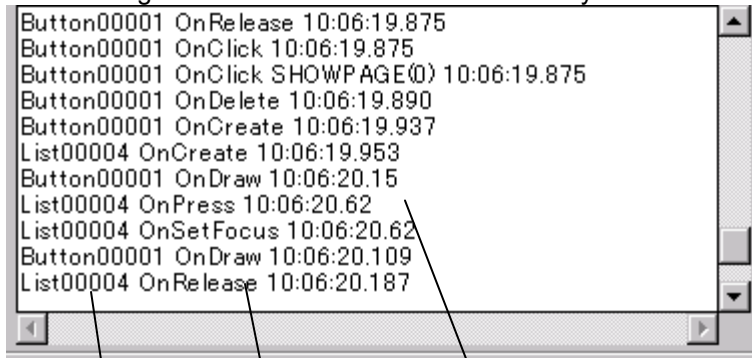 Button00001 OnRelease 10:06:19.875
Button00001 OnClick 10:06:19.875
Button00001 OnClick SHOWPAGE(0) 10:06:19.875
Button00001 OnDelete 10:06:19.890
Button00001 OnCreate 10:06:19.937
List00004 OnCreate 10:06:19.953
Button00001 OnDraw 10:06:20.15
List00004 OnPress 10:06:20.62
List00004 OnSetFocus 10:06:20.62
Button00001 OnDraw 10:06:20.109
List00004 OnRelease 10:06:20.187